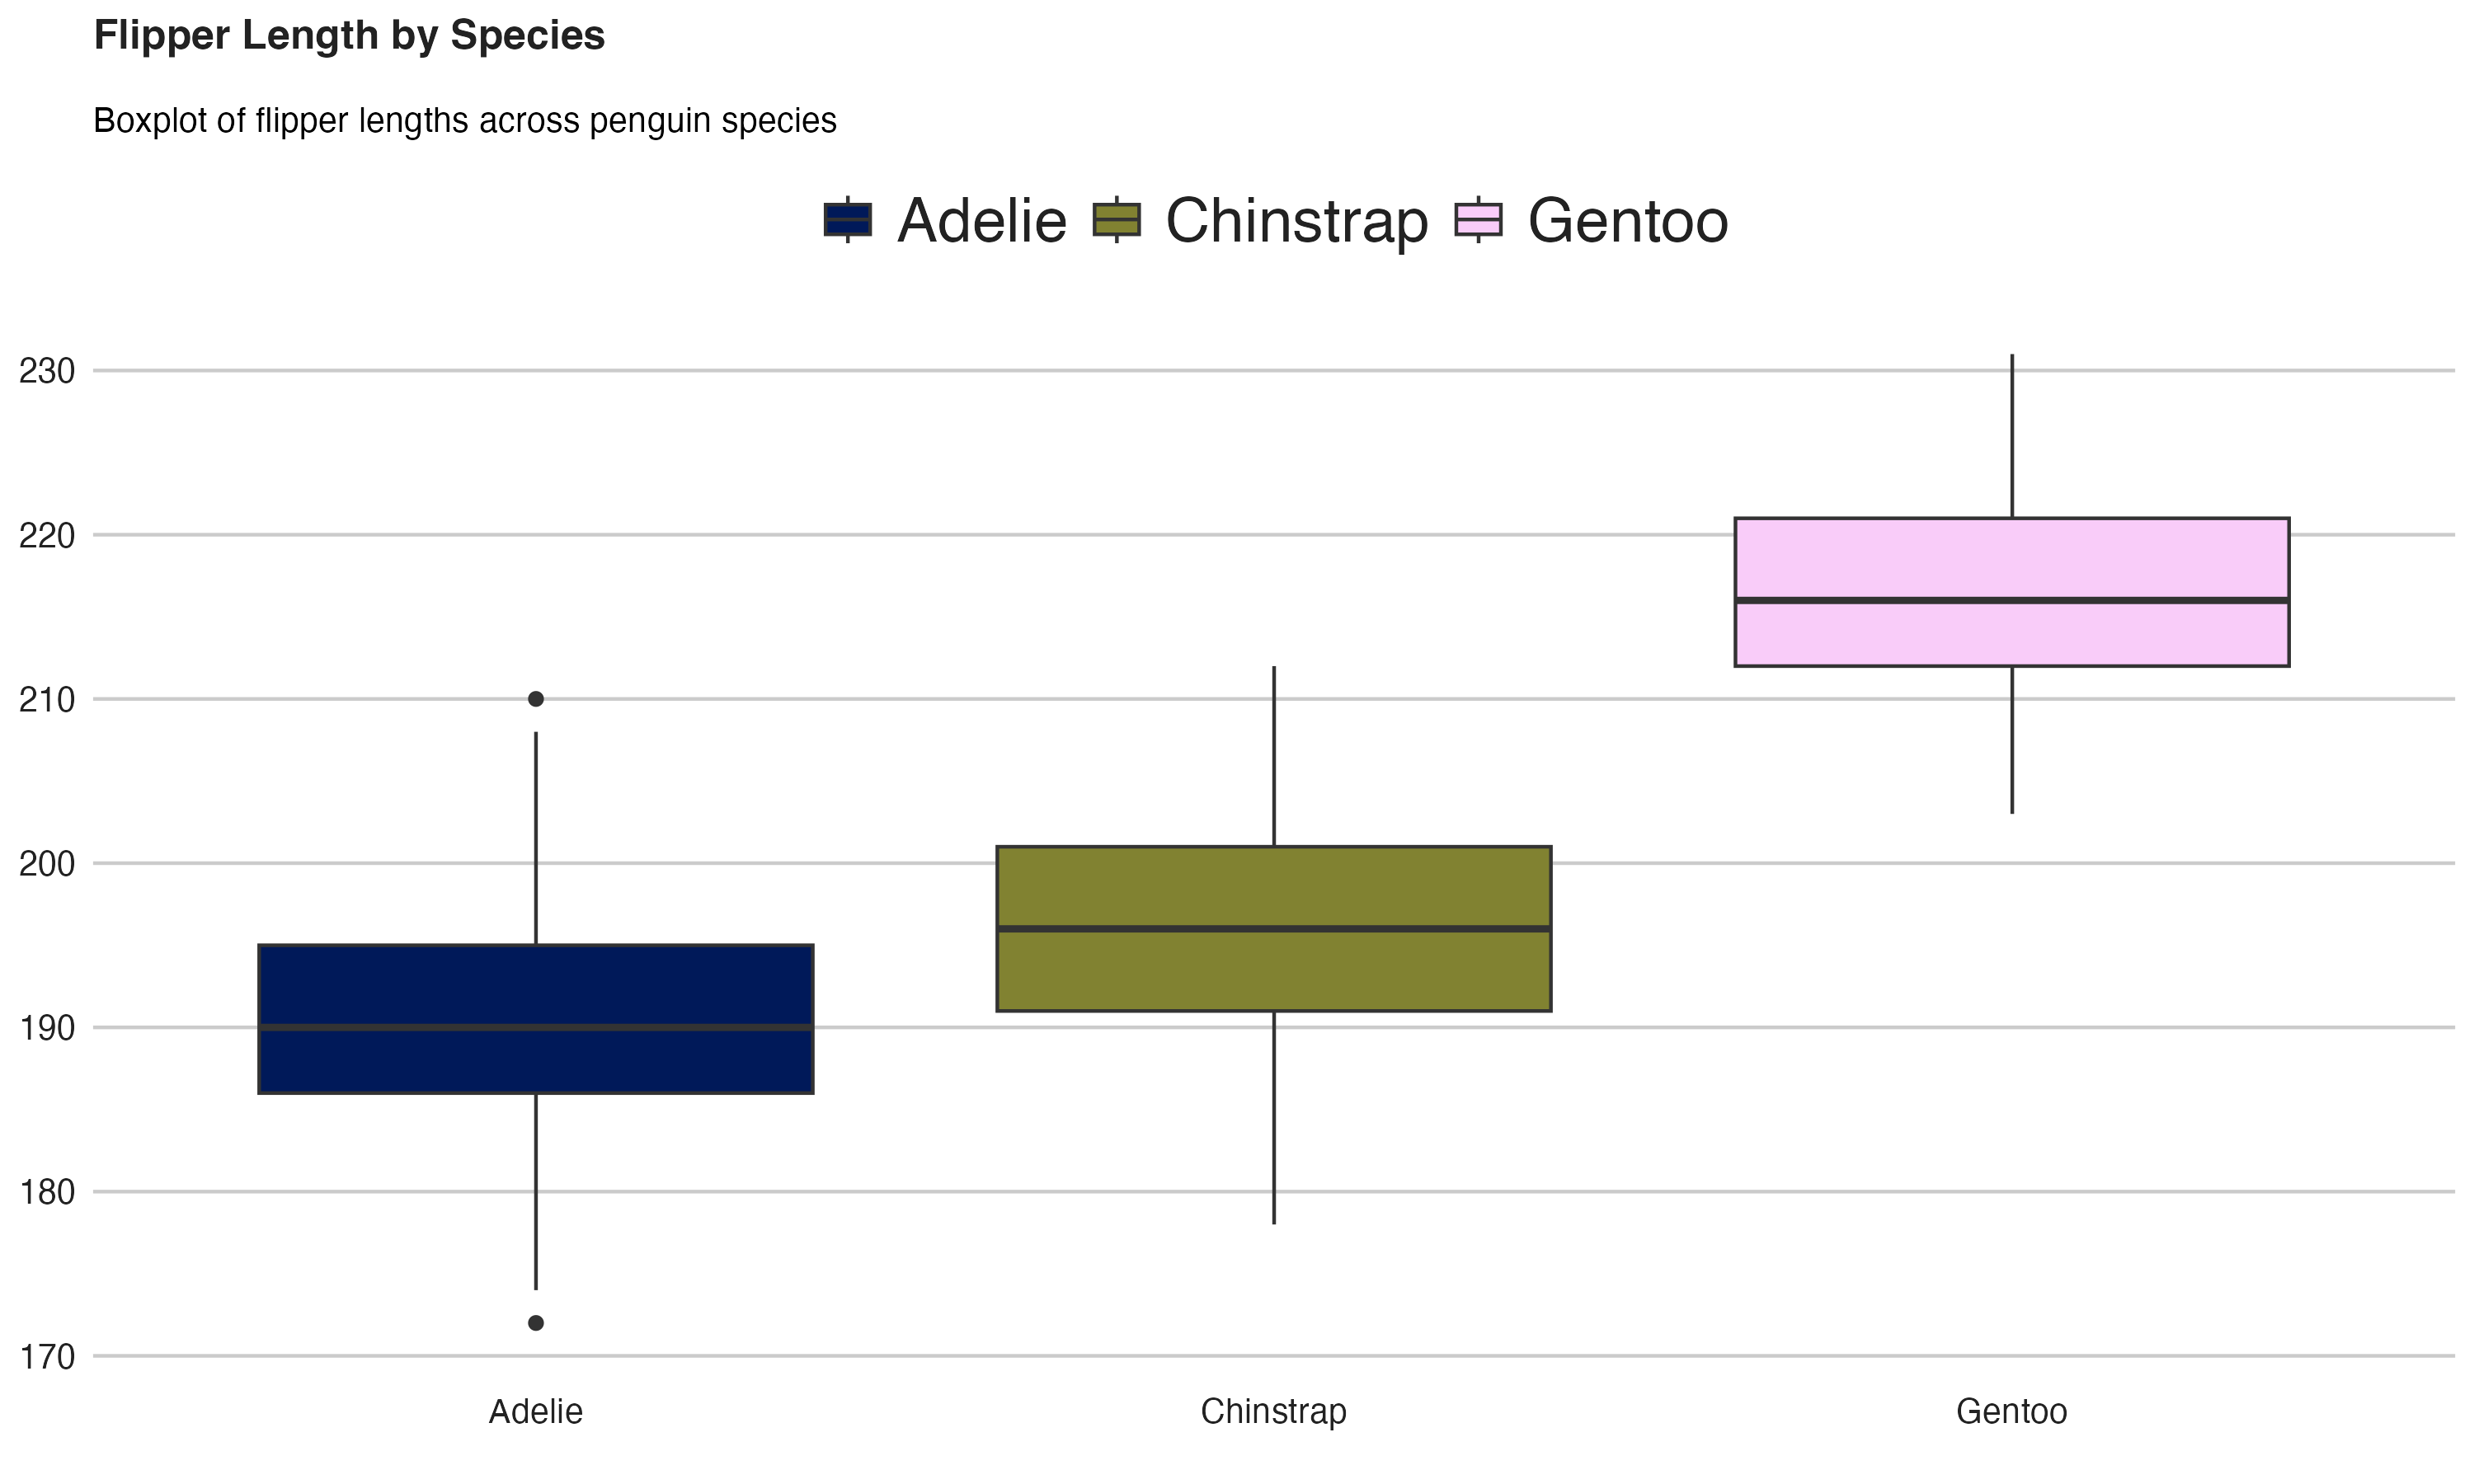 Flipper Length by Species
Boxplot of flipper lengths across penguin species
Adelie Chinstrap Gentoo
230
220
210
200
190
180
170
Adelie Chinstrap Gentoo